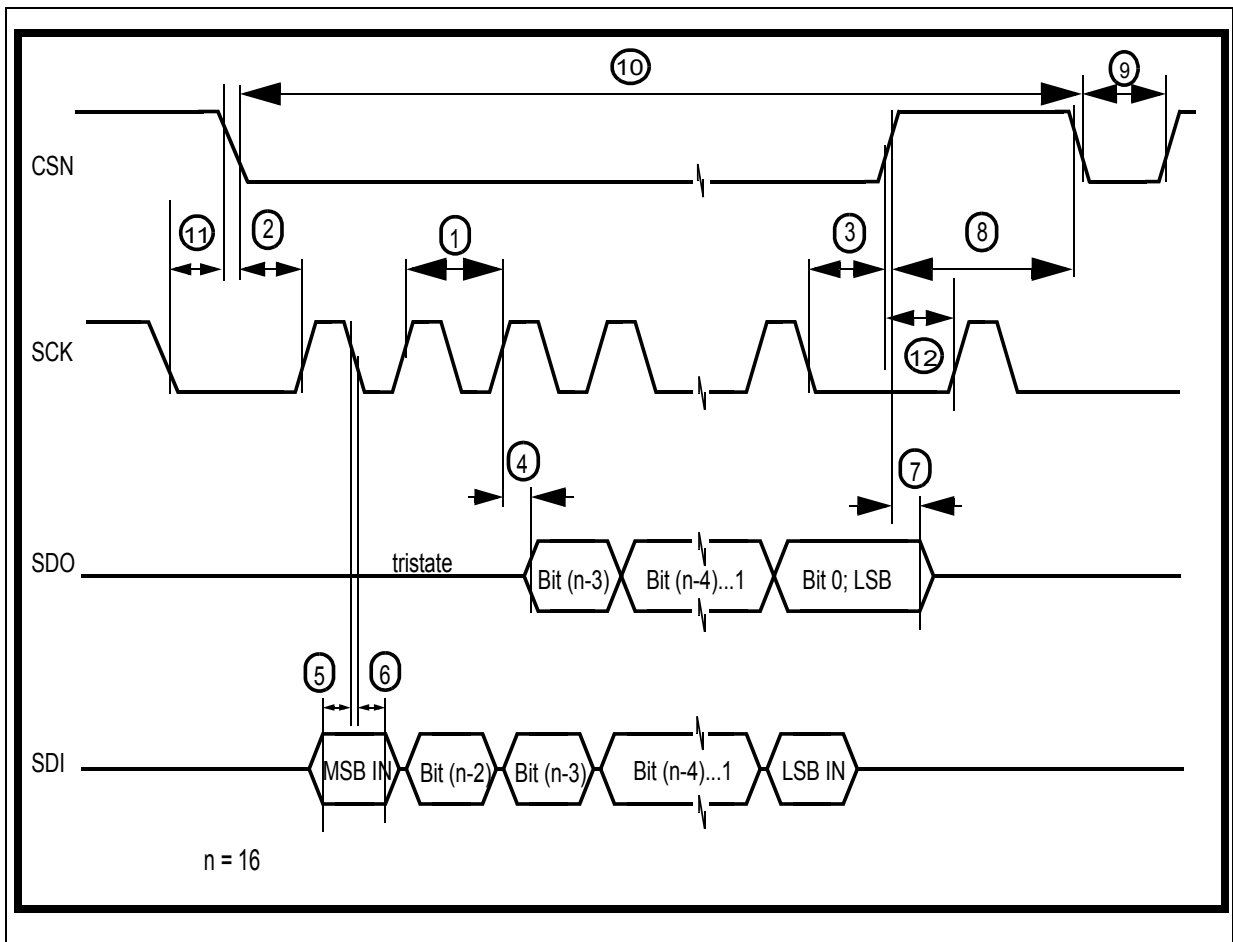 10
9
CSN
11
2
1
3
8
SCK
12
4
7
SDO
tristate
Bit (n-3)
Bit (n-4)...1
Bit 0; LSB
5
6
SDI
MSB IN
Bit (n-2)
Bit (n-3)
Bit (n-4)...1
LSB IN
n = 16